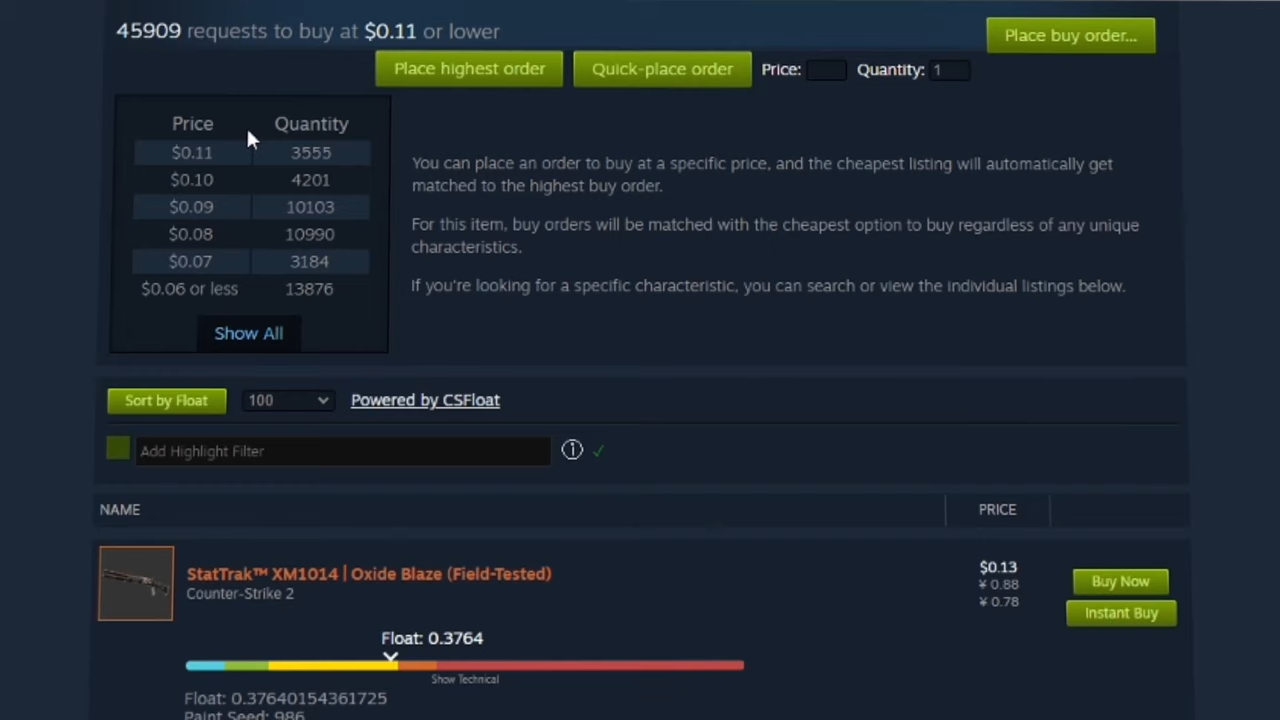 45909 requests to buy at $0.11 or lower
Place buy order...
Place highest order Quick-place order Price: Quantity: 1
Price Quantity
$0.11 3555
$0.10 4201
$0.09 10103
$0.08 10990
$0.07 3184
$0.06 or less 13876
Show All
You can place an order to buy at a specific price, and the cheapest listing will automatically get
matched to the highest buy order.
For this item, buy orders will be matched with the cheapest option to buy regardless of any unique
characteristics.
If you're looking for a specific characteristic, you can search or view the individual listings below.
Sort by Float 100 Powered by CSFloat
Add Highlight Filter
NAME PRICE
StatTrak™ XM1014 | Oxide Blaze (Field-Tested)
Counter-Strike 2
$0.13
¥ 0.88
¥ 0.78
Buy Now
Instant Buy
Float: 0.3764
Show Technical
Float: 0.37640154361725
Paint Seed: 986